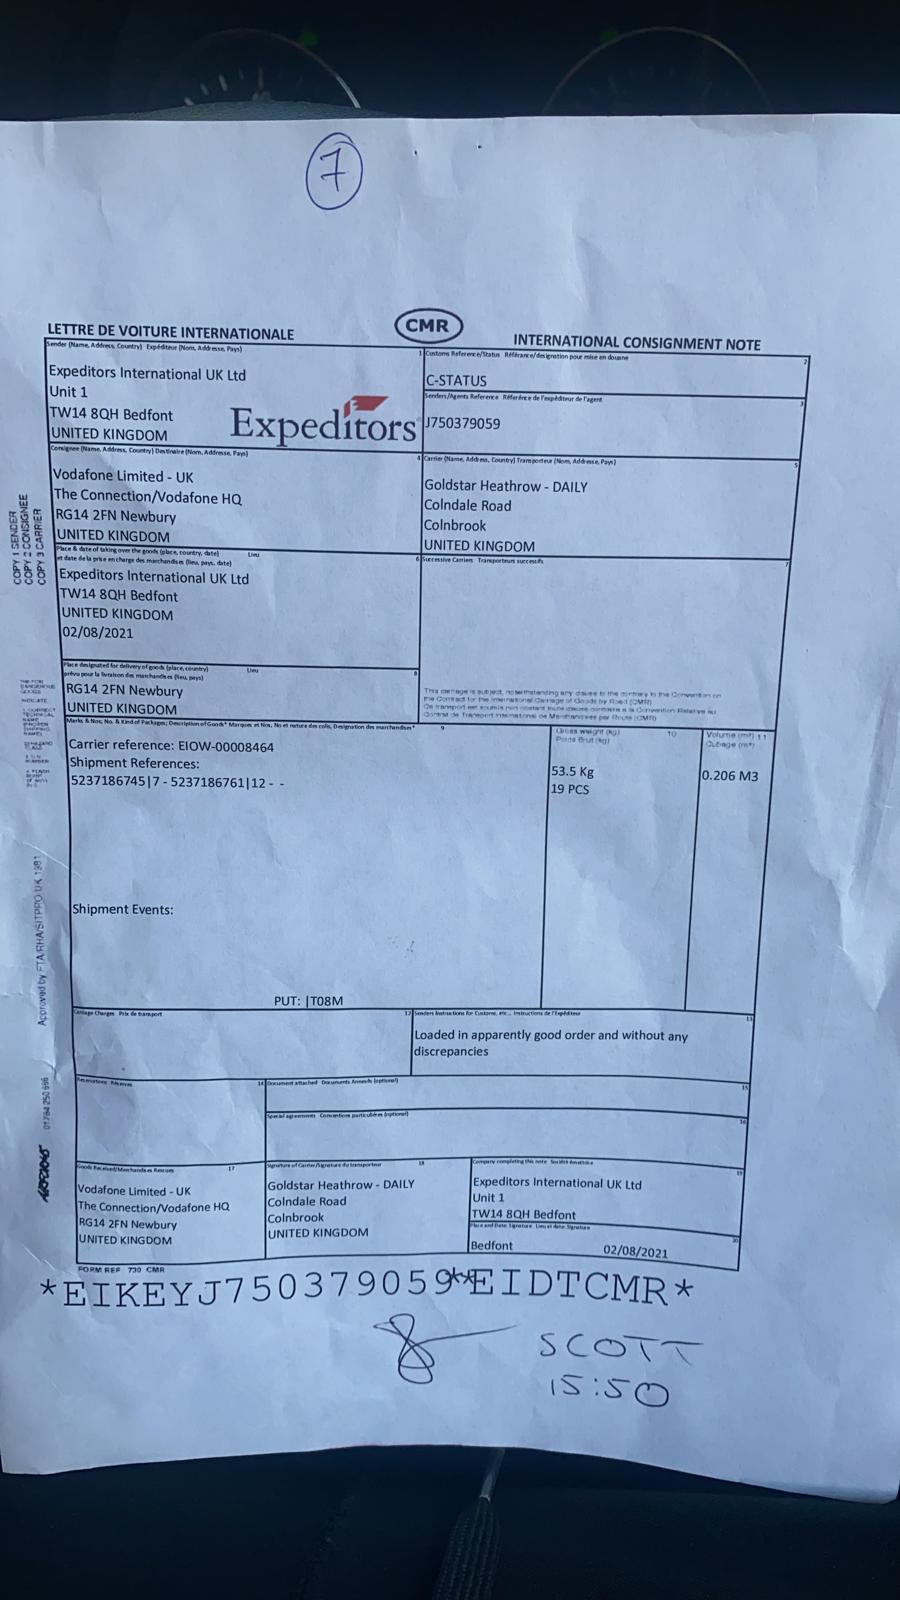 7
LETTRE DE VOITURE INTERNATIONALE
CMR
INTERNATIONAL CONSIGNMENT NOTE
Sender (Name, Address, Country) Expéditeur (Nom, Addresse, Pays)
1
Expeditors International UK Ltd
Unit 1
TW14 8QH Bedfont
UNITED KINGDOM
Expeditors
Customs Reference/Status Référance/designation pour mise en douane
2
C-STATUS
Senders/Agents Reference Référence de l'expéditeur de l'agent
3
J750379059
Consignee (Name, Address, Country) Destinaire (Nom, Addresse, Pays)
4
Vodafone Limited - UK
The Connection/Vodafone HQ
RG14 2FN Newbury
UNITED KINGDOM
Carrier (Name, Address, Country) Transporteur (Nom, Addresse, Pays)
5
Goldstar Heathrow - DAILY
Colndale Road
Colnbrook
UNITED KINGDOM
Place & date of taking over the goods (place, country, date) Lieu
et date de la prise en charge des marchandises (lieu, pays, date)
6
Expeditors International UK Ltd
TW14 8QH Bedfont
UNITED KINGDOM
02/08/2021
Successive Carriers Transporteurs successifs
7
Place designated for delivery of goods (place, country) Lieu
prévu pour la livraison des marchandises (lieu, pays)
8
RG14 2FN Newbury
UNITED KINGDOM
This carriage is subject, notwithstanding any clause to the contrary to the Convention on
the Contract for the International Carriage of Goods by Road (CMR)
Ce transport est soumis nonobstant toute clause contraire à la Convention Relative au
Contrat de Transport International de Marchandises par Route (CMR)
Marks & Nos; No. & Kind of Packages; Description of Goods* Marques et Nos, No et nature des colis, Designation des marchandises*
9
Gross weight (kg) 10
Poids Brut (kg)
Volume (m³) 11
Cubage (m³)
Carrier reference: EIOW-00008464
Shipment References:
5237186745|7 - 5237186761|12 - -
53.5 Kg
19 PCS
0.206 M3
Shipment Events:
PUT: |T08M
Carriage Charges Prix de transport
12
Senders Instructions for Customs, etc... Instructions de l'Expéditeur
13
Loaded in apparently good order and without any
discrepancies
Reservations Réserves
14
Document attached Documents Annexés (optional)
15
Special agreements Conventions particulières (optional)
16
Goods Received/Marchandises Recues
17
Vodafone Limited - UK
The Connection/Vodafone HQ
RG14 2FN Newbury
UNITED KINGDOM
Signature of Carrier/Signature du transporteur
18
Goldstar Heathrow - DAILY
Colndale Road
Colnbrook
UNITED KINGDOM
Company completing this note Société émettrice
19
Expeditors International UK Ltd
Unit 1
TW14 8QH Bedfont
Place and Date; Signature Lieu et date; Signature
20
Bedfont 02/08/2021
FORM REF 730 CMR
*EIKEYJ750379059**EIDTCMR*
SCOTT
15:50
COPY 1 SENDER
COPY 2 CONSIGNEE
COPY 3 CARRIER
Approved by FTA/RHA/SITPRO UK 1981
01784 250 666